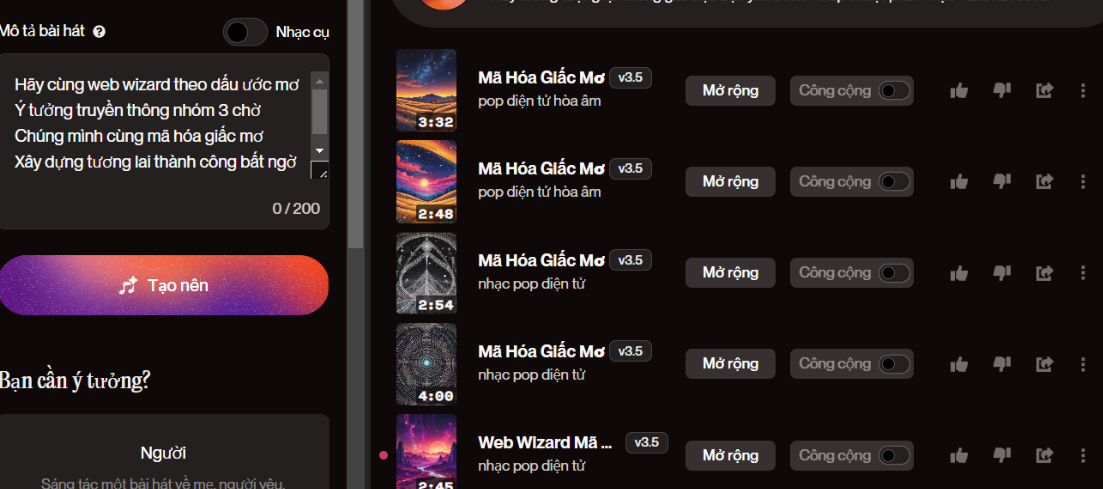 Mô tả bài hát ?
Nhạc cụ
Hãy cùng web wizard theo dấu ước mơ
Ý tưởng truyền thông nhóm 3 chờ
Chúng mình cùng mã hóa giấc mơ
Xây dựng tương lai thành công bất ngờ
0 / 200
Tạo nên
Bạn cần ý tưởng?
Người
Sáng tác một bài hát về mẹ, người yêu,
Mã Hóa Giấc Mơ v3.5
pop điện tử hòa âm
3:32
Mở rộng
Công cộng
Mã Hóa Giấc Mơ v3.5
pop điện tử hòa âm
2:48
Mở rộng
Công cộng
Mã Hóa Giấc Mơ v3.5
nhạc pop điện tử
2:54
Mở rộng
Công cộng
Mã Hóa Giấc Mơ v3.5
nhạc pop điện tử
4:00
Mở rộng
Công cộng
Web Wizard Mã ... v3.5
nhạc pop điện tử
2:45
Mở rộng
Công cộng